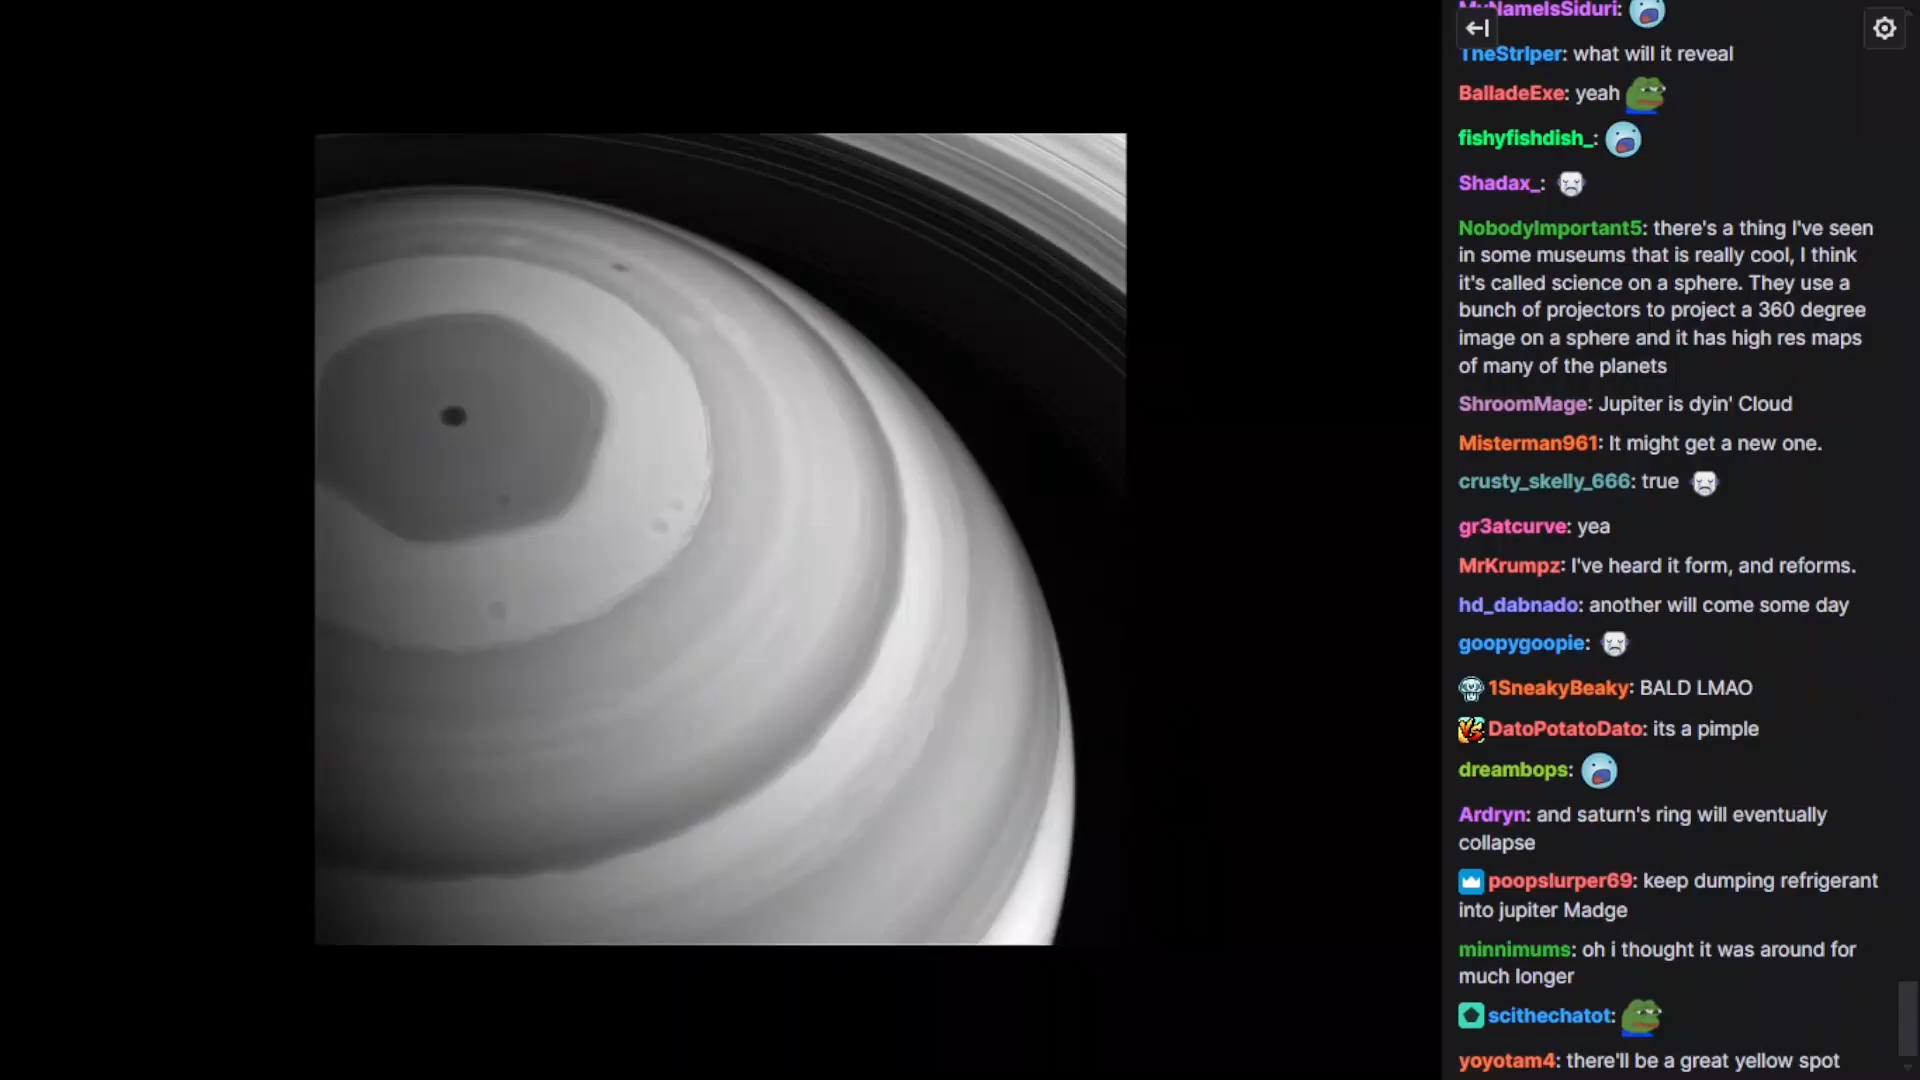 MyNameIsSiduri:
TheStrIper: what will it reveal
BalladeExe: yeah
fishyfishdish_:
Shadax_:
NobodyImportant5: there's a thing I've seen
in some museums that is really cool, I think
it's called science on a sphere. They use a
bunch of projectors to project a 360 degree
image on a sphere and it has high res maps
of many of the planets
ShroomMage: Jupiter is dyin' Cloud
Misterman961: It might get a new one.
crusty_skelly_666: true
gr3atcurve: yea
MrKrumpz: I've heard it form, and reforms.
hd_dabnado: another will come some day
goopygoopie:
1SneakyBeaky: BALD LMAO
DatoPotatoDato: its a pimple
dreambops:
Ardryn: and saturn's ring will eventually
collapse
poopslurper69: keep dumping refrigerant
into jupiter Madge
minnimums: oh i thought it was around for
much longer
scithechatot:
yoyotam4: there'll be a great yellow spot